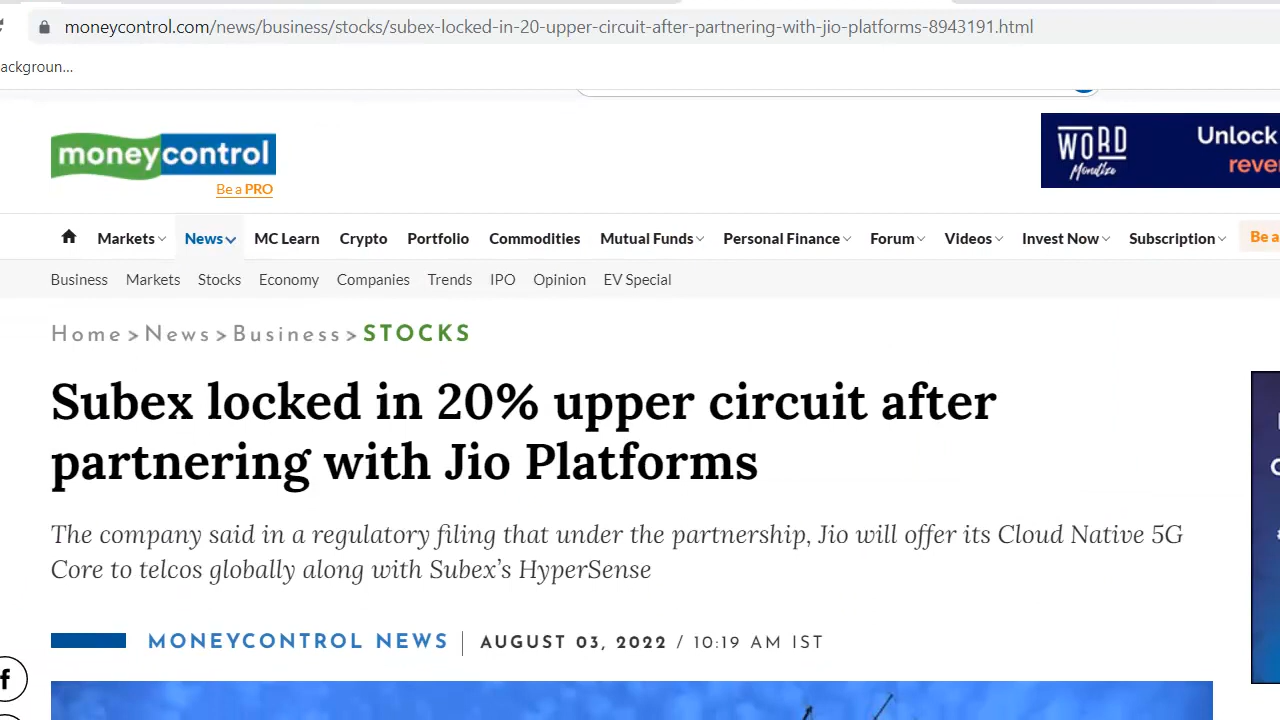 moneycontrol.com/news/business/stocks/subex-locked-in-20-upper-circuit-after-partnering-with-jio-platforms-8943191.html
ackgroun...
moneycontrol
Be a PRO
WORD
Monetize
Unlock
reve
Markets News MC Learn Crypto Portfolio Commodities Mutual Funds Personal Finance Forum Videos Invest Now Subscription Be a
Business Markets Stocks Economy Companies Trends IPO Opinion EV Special
Home > News > Business > STOCKS
Subex locked in 20% upper circuit after
partnering with Jio Platforms
The company said in a regulatory filing that under the partnership, Jio will offer its Cloud Native 5G
Core to telcos globally along with Subex’s HyperSense
MONEYCONTROL NEWS | AUGUST 03, 2022 / 10:19 AM IST
f